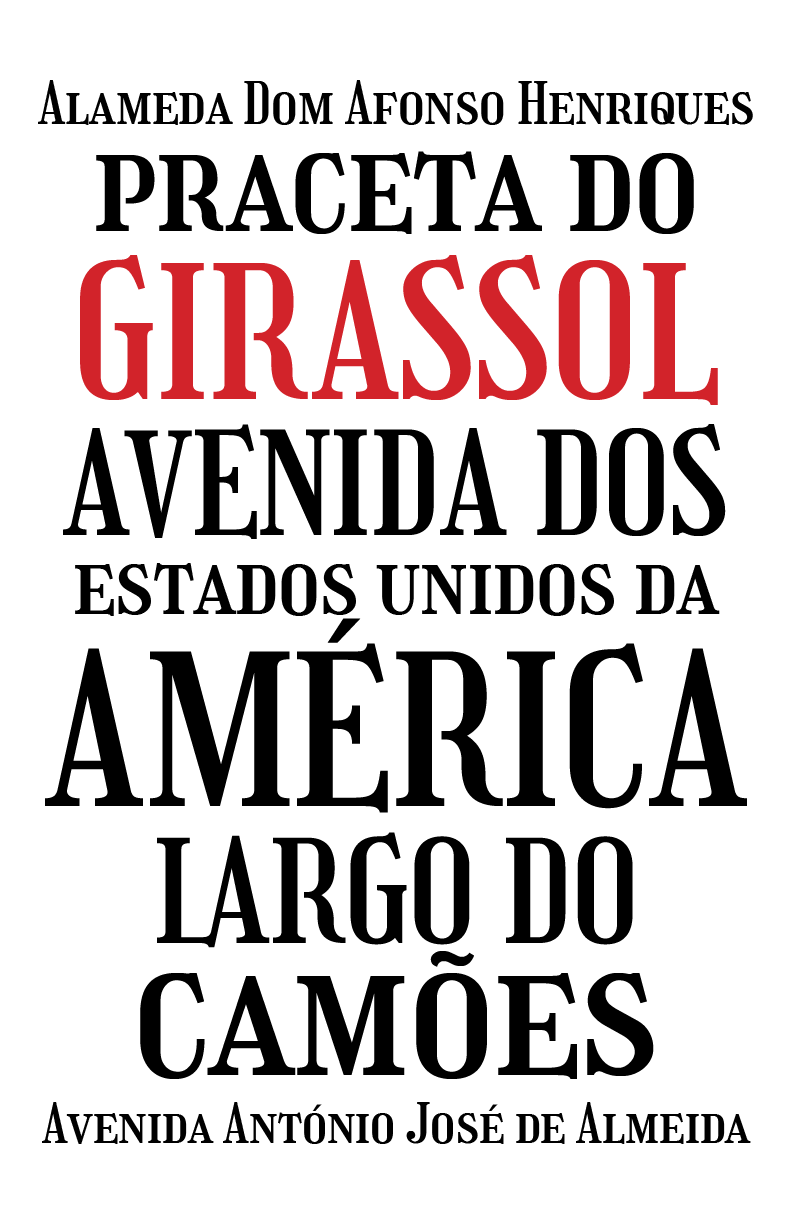 Alameda Dom Afonso Henriques
PRACETA DO
GIRASSOL
AVENIDA DOS
ESTADOS UNIDOS DA
AMÉRICA
LARGO DO
CAMÕES
Avenida António José de Almeida